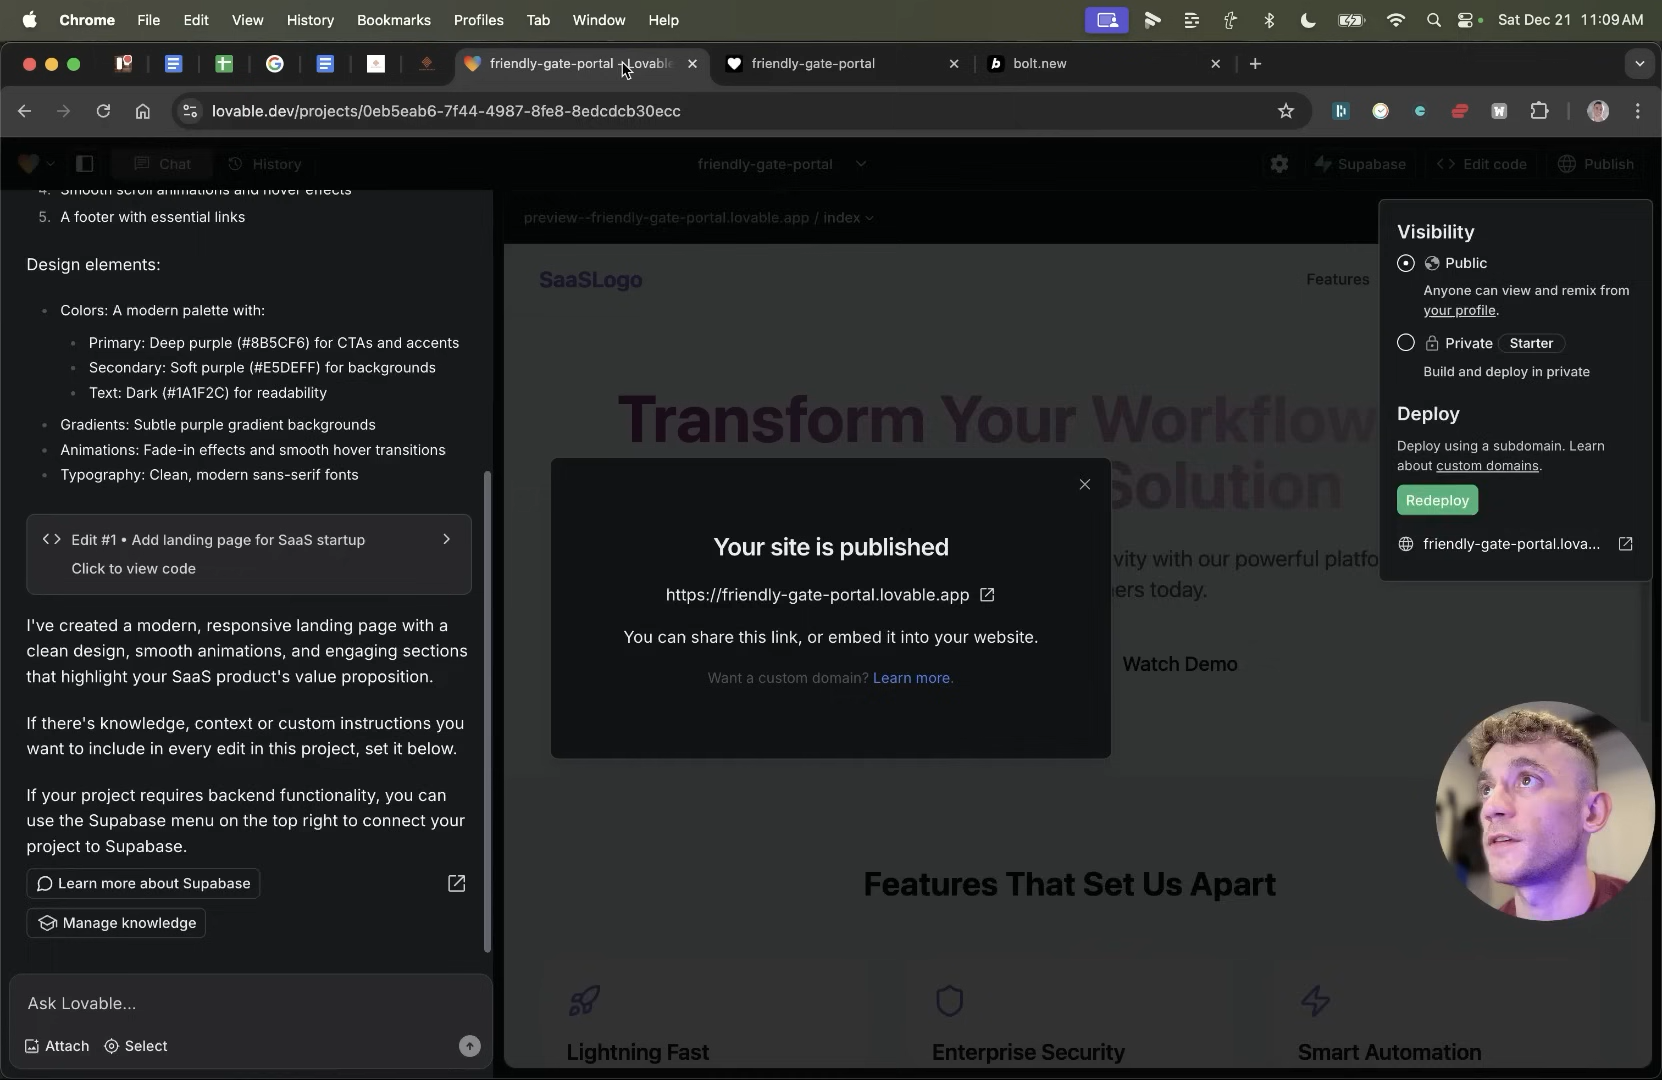 Chrome File Edit View History Bookmarks Profiles Tab Window Help
Sat Dec 21 11:09 AM
friendly-gate-portal - Lovable
friendly-gate-portal
bolt.new
lovable.dev/projects/0eb5eab6-7f44-4987-8fe8-8edcdcb30ecc
Chat
History
friendly-gate-portal
Supabase
Edit code
Publish
4. Smooth scroll animations and hover effects
5. A footer with essential links
Design elements:
• Colors: A modern palette with:
• Primary: Deep purple (#8B5CF6) for CTAs and accents
• Secondary: Soft purple (#E5DEFF) for backgrounds
• Text: Dark (#1A1F2C) for readability
• Gradients: Subtle purple gradient backgrounds
• Animations: Fade-in effects and smooth hover transitions
• Typography: Clean, modern sans-serif fonts
Edit #1 • Add landing page for SaaS startup
Click to view code
I've created a modern, responsive landing page with a
clean design, smooth animations, and engaging sections
that highlight your SaaS product's value proposition.
If there's knowledge, context or custom instructions you
want to include in every edit in this project, set it below.
If your project requires backend functionality, you can
use the Supabase menu on the top right to connect your
project to Supabase.
Learn more about Supabase
Manage knowledge
Ask Lovable...
Attach
Select
preview--friendly-gate-portal.lovable.app / index
SaaSLogo
Features
Transform Your Workflow
Solution
vity with our powerful platfo
ers today.
Watch Demo
Your site is published
https://friendly-gate-portal.lovable.app
You can share this link, or embed it into your website.
Want a custom domain? Learn more.
Features That Set Us Apart
Lightning Fast
Enterprise Security
Smart Automation
Visibility
Public
Anyone can view and remix from
your profile.
Private Starter
Build and deploy in private
Deploy
Deploy using a subdomain. Learn
about custom domains.
Redeploy
friendly-gate-portal.lova...